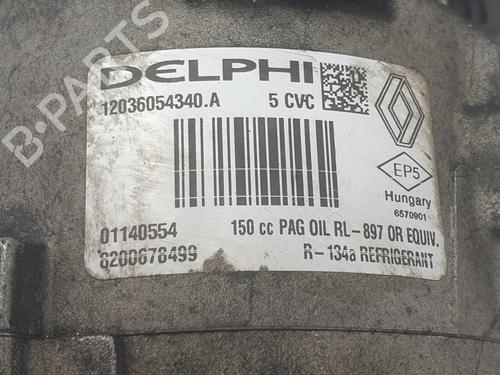 DELPHI
12036054340.A 5 CVC
EP5
Hungary
6570901
01140554 150 cc PAG OIL RL-897 OR EQUIV.
8200678499 R-134a REFRIGERANT
B-PARTS